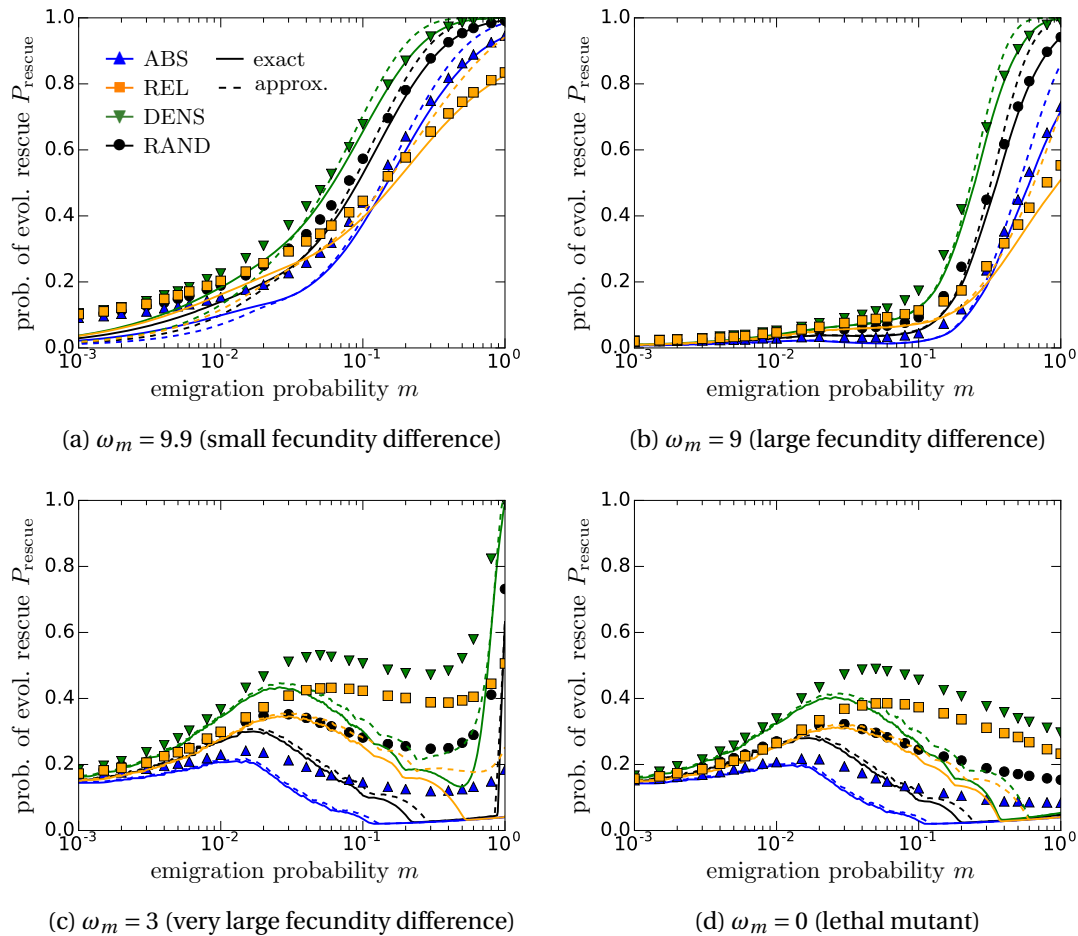 1.0
0.8
0.6
0.4
0.2
0.0
prob. of evol. rescue P_rescue
ABS
REL
DENS
RAND
exact
approx.
10^-3 10^-2 10^-1 10^0
emigration probability m
(a) ω_m = 9.9 (small fecundity difference)
1.0
0.8
0.6
0.4
0.2
0.0
prob. of evol. rescue P_rescue
10^-3 10^-2 10^-1 10^0
emigration probability m
(b) ω_m = 9 (large fecundity difference)
1.0
0.8
0.6
0.4
0.2
0.0
prob. of evol. rescue P_rescue
10^-3 10^-2 10^-1 10^0
emigration probability m
(c) ω_m = 3 (very large fecundity difference)
1.0
0.8
0.6
0.4
0.2
0.0
prob. of evol. rescue P_rescue
10^-3 10^-2 10^-1 10^0
emigration probability m
(d) ω_m = 0 (lethal mutant)